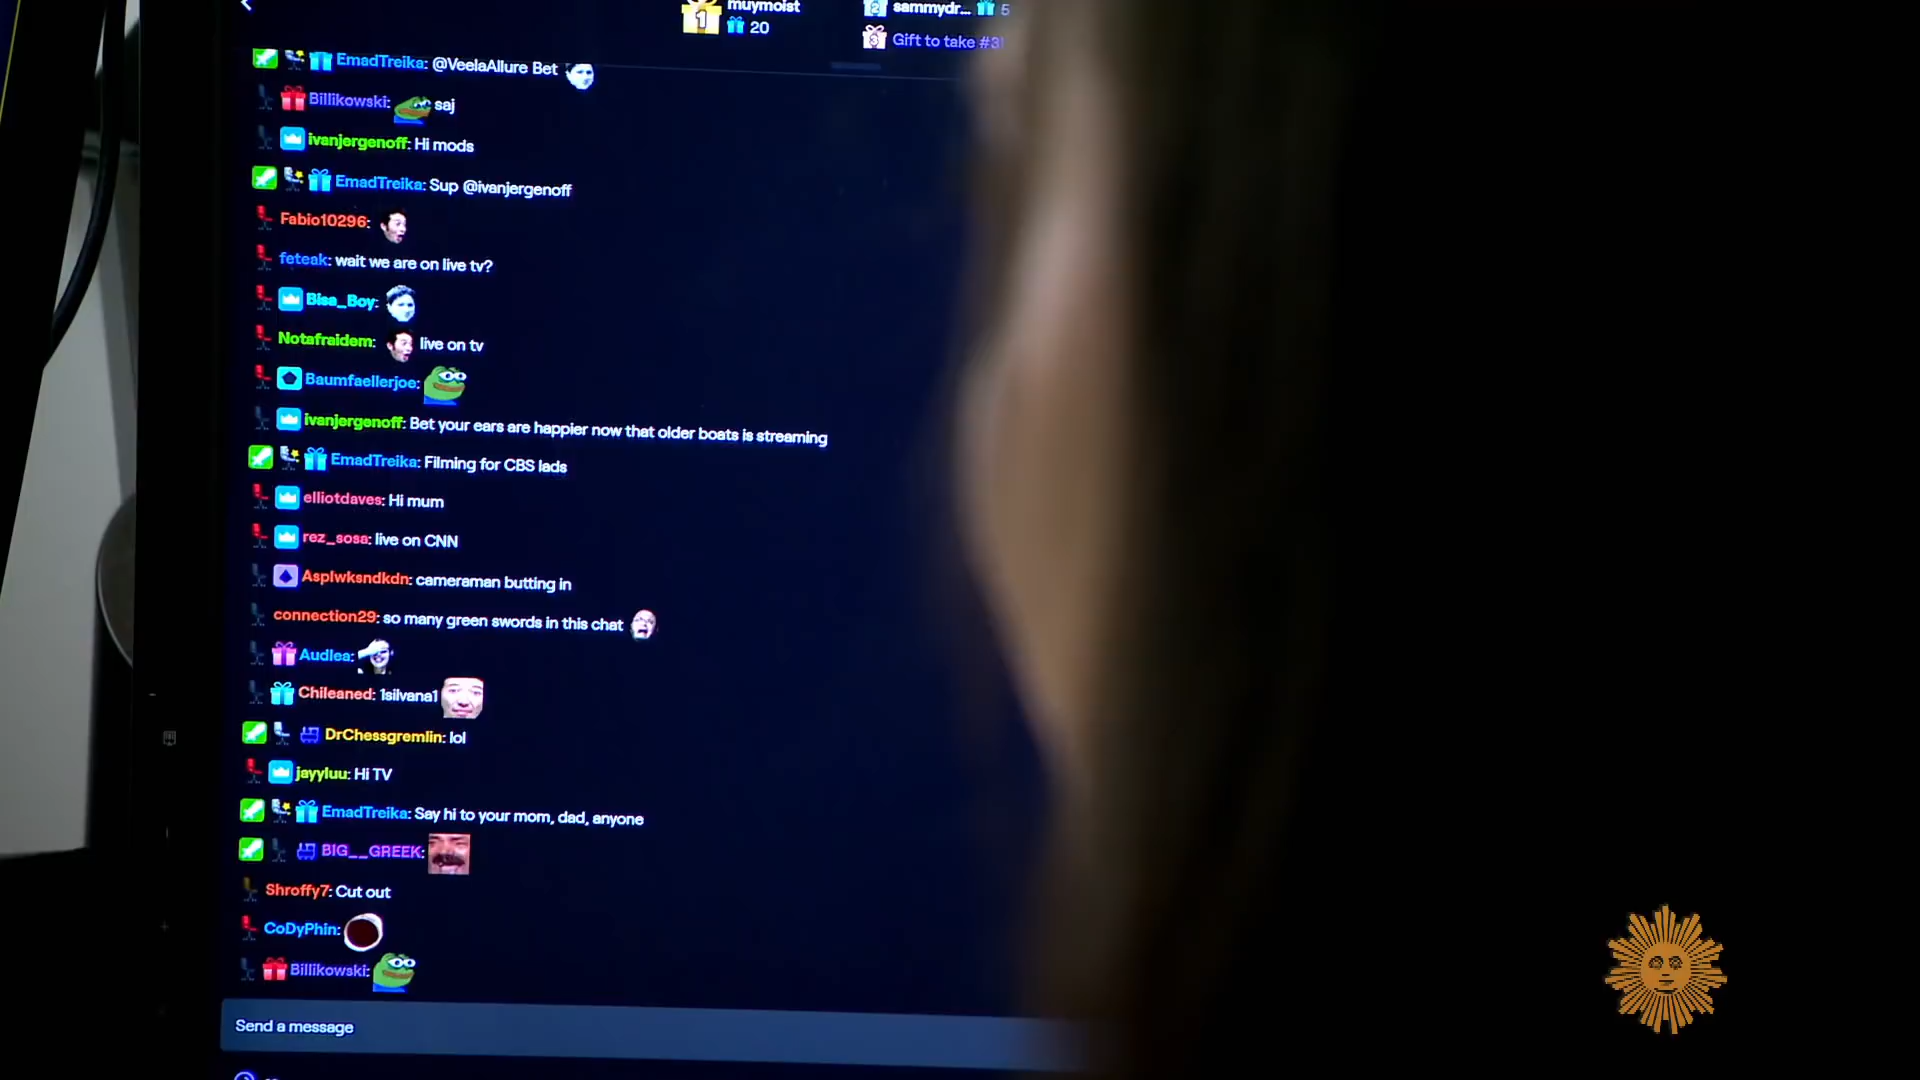 muymoist
20
sammydr... 5
Gift to take #3!
EmadTreika: @VeelaAllure Bet
Billikowski: saj
ivanjergenoff: Hi mods
EmadTreika: Sup @ivanjergenoff
Fabio10296:
feteak: wait we are on live tv?
Bisa_Boy:
Notafraidem: live on tv
Baumfaellerjoe:
ivanjergenoff: Bet your ears are happier now that older boats is streaming
EmadTreika: Filming for CBS lads
elliotdaves: Hi mum
rez_sosa: live on CNN
Asplwksndkdn: cameraman butting in
connection29: so many green swords in this chat
Audlea:
Chileaned: 1silvana1
DrChessgremlin: lol
jayyluu: Hi TV
EmadTreika: Say hi to your mom, dad, anyone
BIG__GREEK:
Shroffy7: Cut out
CoDyPhin:
Billikowski:
Send a message